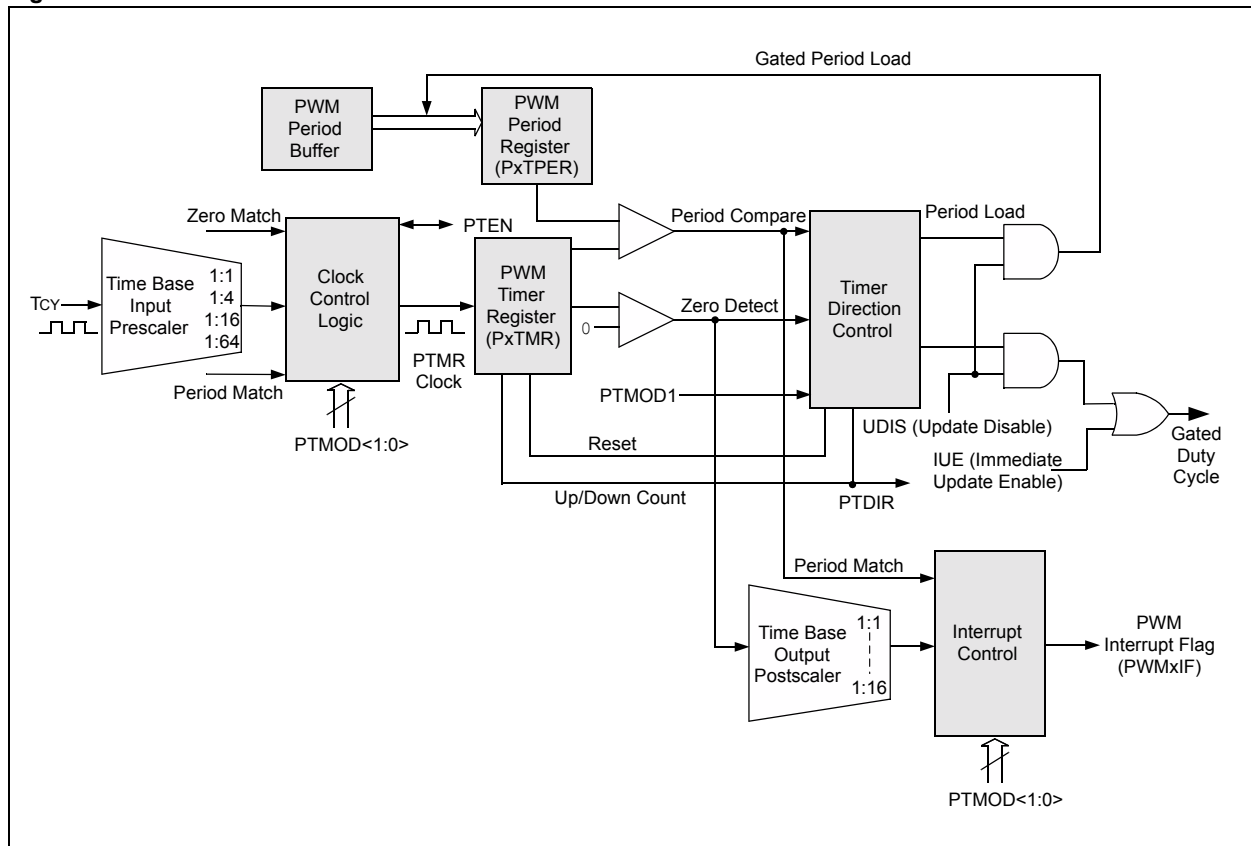 Gated Period Load
PWM
Period
Buffer
PWM
Period
Register
(PxTPER)
Zero Match
PTEN
Period Compare
Period Load
Time Base
Input
Prescaler
1:1
1:4
1:16
1:64
TCY
Clock
Control
Logic
PWM
Timer
Register
(PxTMR)
0
Zero Detect
Timer
Direction
Control
PTMR
Clock
Period Match
PTMOD<1:0>
PTMOD1
Reset
UDIS (Update Disable)
IUE (Immediate
Update Enable)
Gated
Duty
Cycle
Up/Down Count
PTDIR
Period Match
Time Base
Output
Postscaler
1:1
1:16
Interrupt
Control
PWM
Interrupt Flag
(PWMxIF)
PTMOD<1:0>